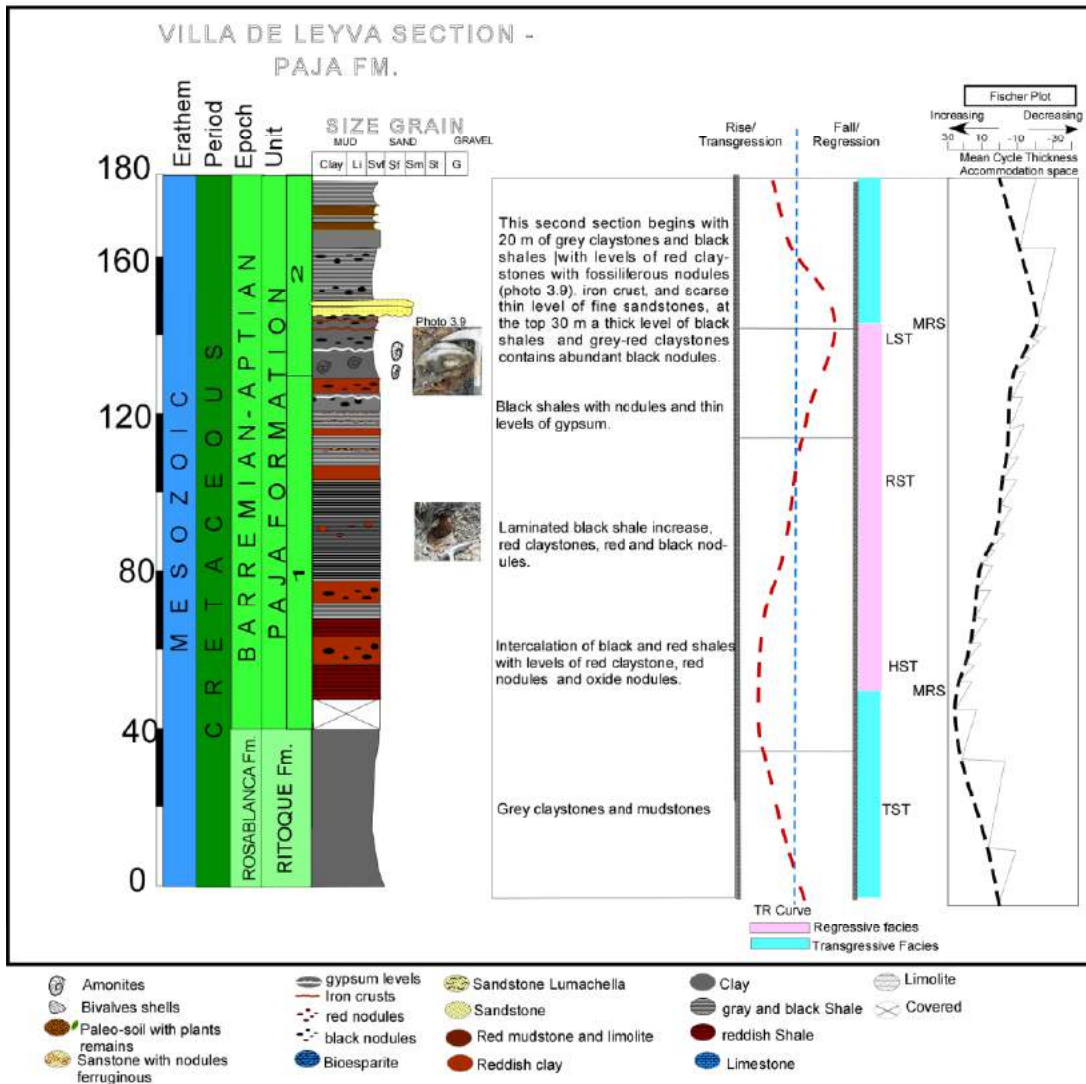 VILLA DE LEYVA SECTION -
PAJA FM.
Erathem
Period
Epoch
Unit
SIZE GRAIN
MUD SAND GRAVEL
Clay Li Svf Sf Sm St G
180
160
120
80
40
0
MESOZOIC
CRETACEOUS
BARREMIAN-APTIAN
ROSABLANCA Fm.
PAJA FORMATION
RITOQUE Fm.
2
1
Photo 3.9
This second section begins with
20 m of grey claystones and black
shales |with levels of red clay-
stones with fossiliferous nodules
(photo 3.9). iron crust, and scarse
thin level of fine sandstones, at
the top 30 m a thick level of black
shales and grey-red claystones
contains abundant black nodules.
Black shales with nodules and thin
levels of gypsum.
Laminated black shale increase,
red claystones, red and black nod-
ules.
Intercalation of black and red shales
with levels of red claystone, red
nodules and oxide nodules.
Grey claystones and mudstones
Rise/
Transgression
Fall/
Regression
MRS
LST
RST
HST
MRS
TST
Fischer Plot
Increasing Decreasing
30 10 -10 -30
Mean Cycle Thickness
Accommodation space
TR Curve
Regressive facies
Transgressive Facies
Amonites
Bivalves shells
Paleo-soil with plants
remains
Sanstone with nodules
ferruginous
gypsum levels
Iron crusts
red nodules
black nodules
Bioesparite
Sandstone Lumachella
Sandstone
Red mudstone and limolite
Reddish clay
Clay
gray and black Shale
reddish Shale
Limestone
Limolite
Covered